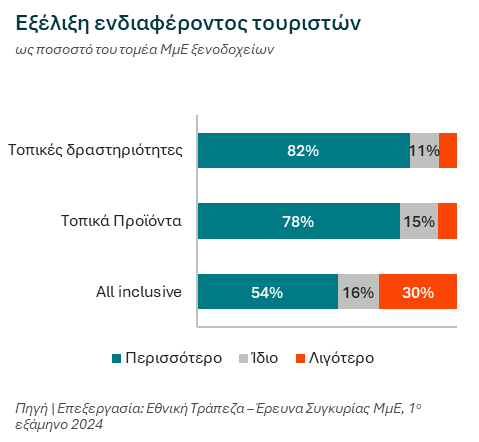 Εξέλιξη ενδιαφέροντος τουριστών
ως ποσοστό του τομέα ΜμΕ ξενοδοχείων
Τοπικές δραστηριότητες
82%
11%
Τοπικά Προϊόντα
78%
15%
All inclusive
54%
16%
30%
Περισσότερο Ίδιο Λιγότερο
Πηγή | Επεξεργασία: Εθνική Τράπεζα – Έρευνα Συγκυρίας ΜμΕ, 1ο
εξάμηνο 2024